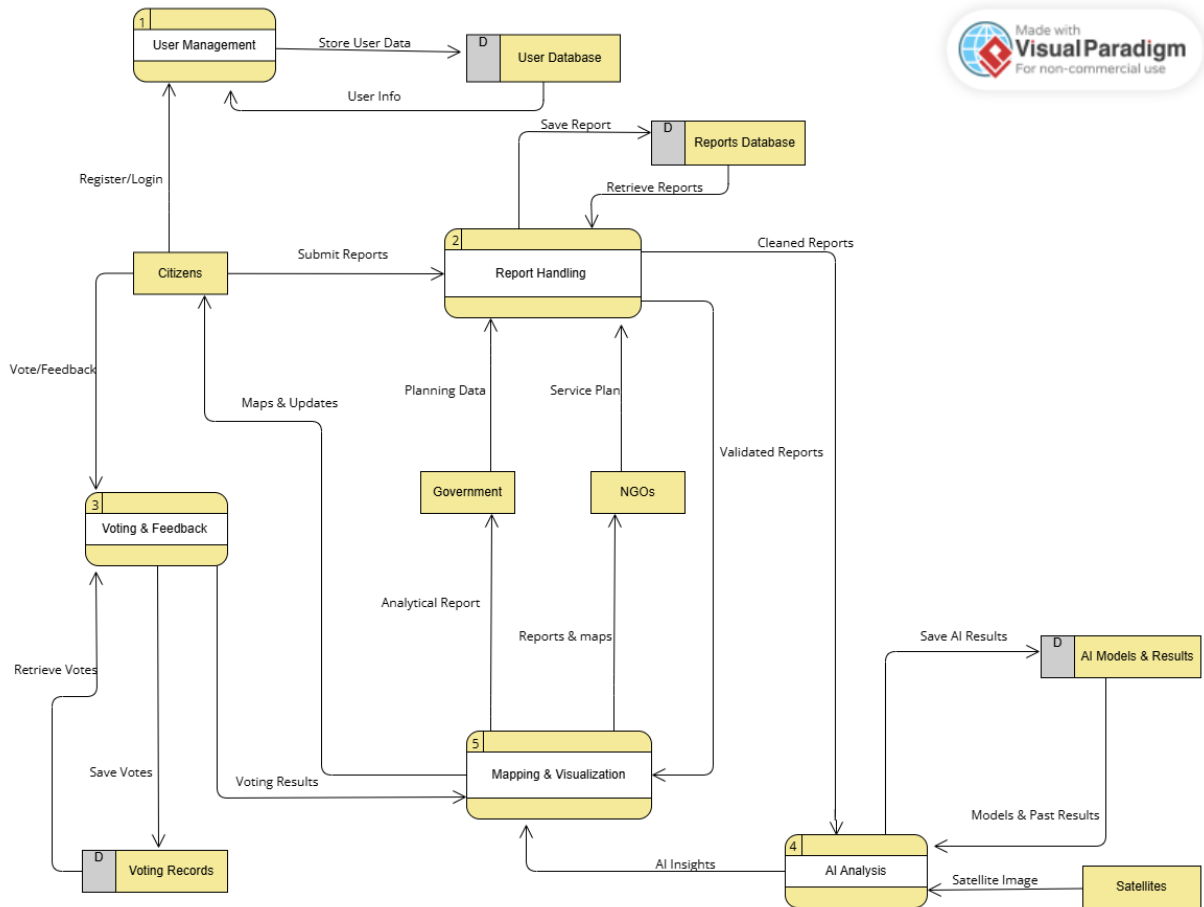 1
User Management
Store User Data
D
User Database
User Info
Made with
Visual Paradigm
For non-commercial use
Save Report
D
Reports Database
Retrieve Reports
Register/Login
Citizens
Submit Reports
2
Report Handling
Cleaned Reports
Vote/Feedback
Maps & Updates
Planning Data
Service Plan
Validated Reports
Government
NGOs
3
Voting & Feedback
Analytical Report
Reports & maps
Retrieve Votes
Save Votes
Voting Results
5
Mapping & Visualization
Save AI Results
D
AI Models & Results
Models & Past Results
D
Voting Records
AI Insights
4
AI Analysis
Satellite Image
Satellites